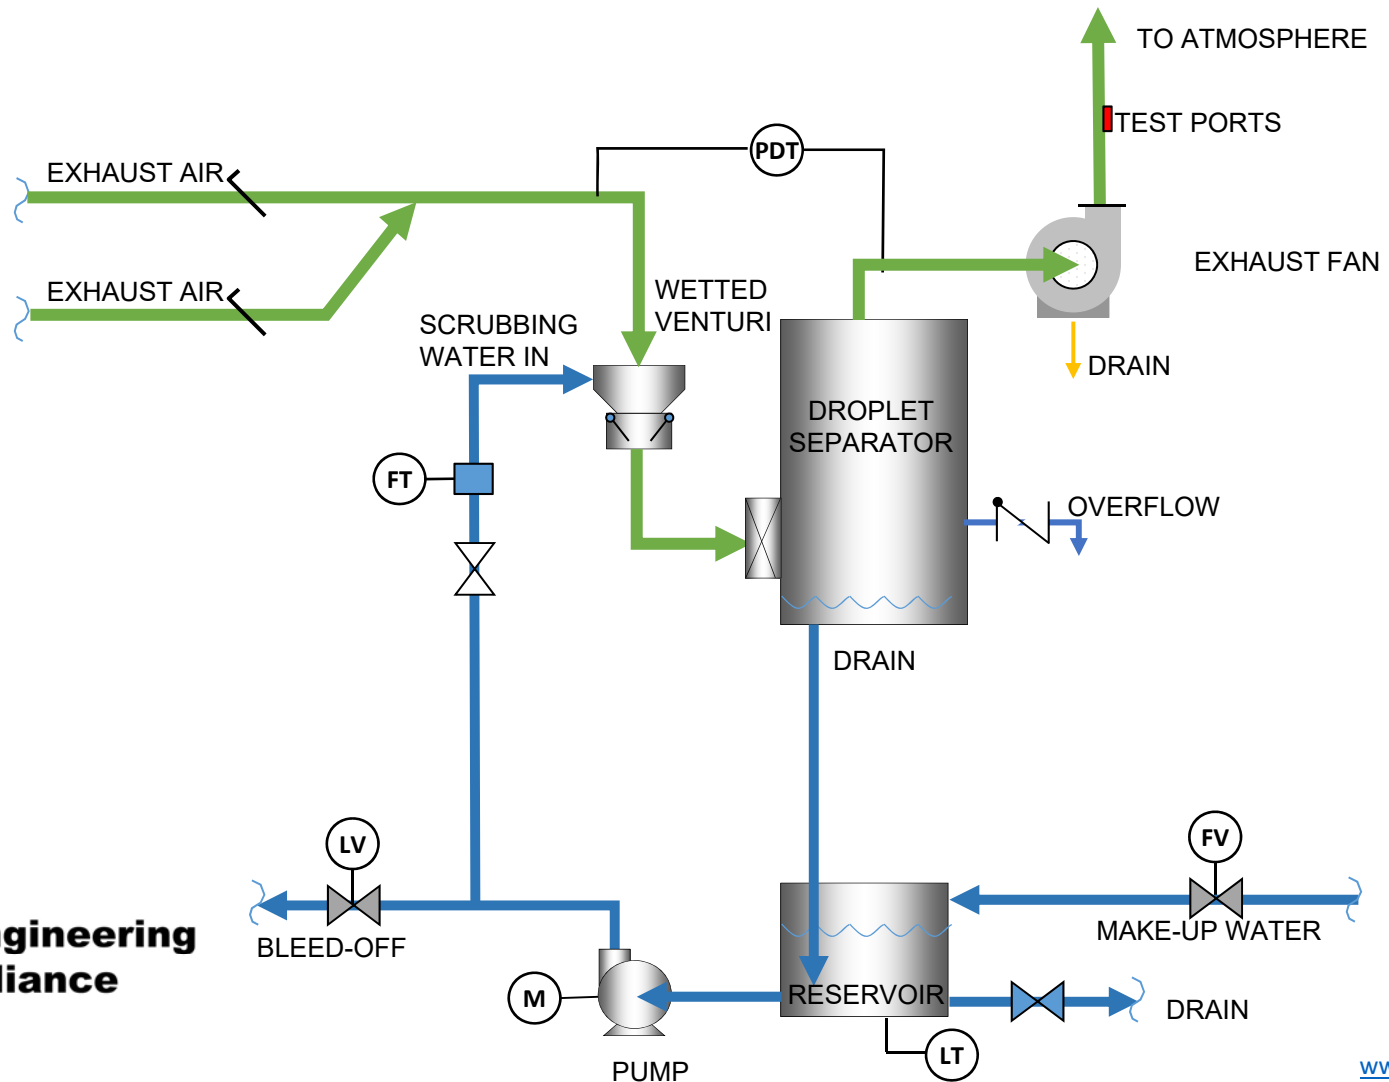 TO ATMOSPHERE
TEST PORTS
PDT
EXHAUST AIR
EXHAUST FAN
EXHAUST AIR
WETTED
VENTURI
SCRUBBING
WATER IN
DRAIN
DROPLET
SEPARATOR
FT
OVERFLOW
DRAIN
LV
FV
BLEED-OFF
MAKE-UP WATER
gineering
liance
M
RESERVOIR
DRAIN
LT
PUMP